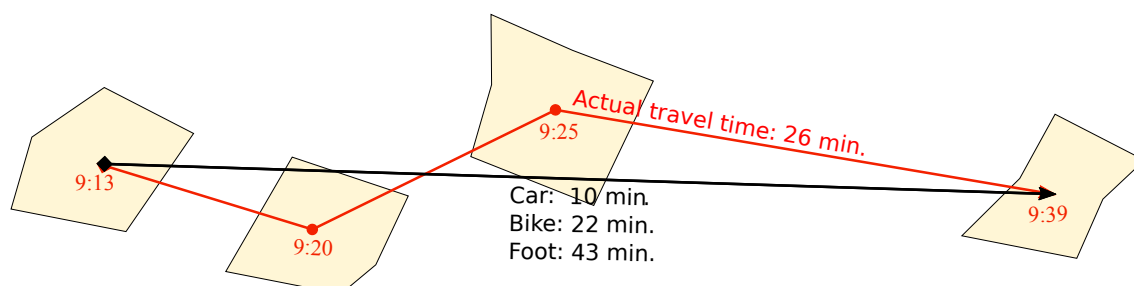 Actual travel time: 26 min.
9:25
9:13
9:39
9:20
Car: 10 min.
Bike: 22 min.
Foot: 43 min.